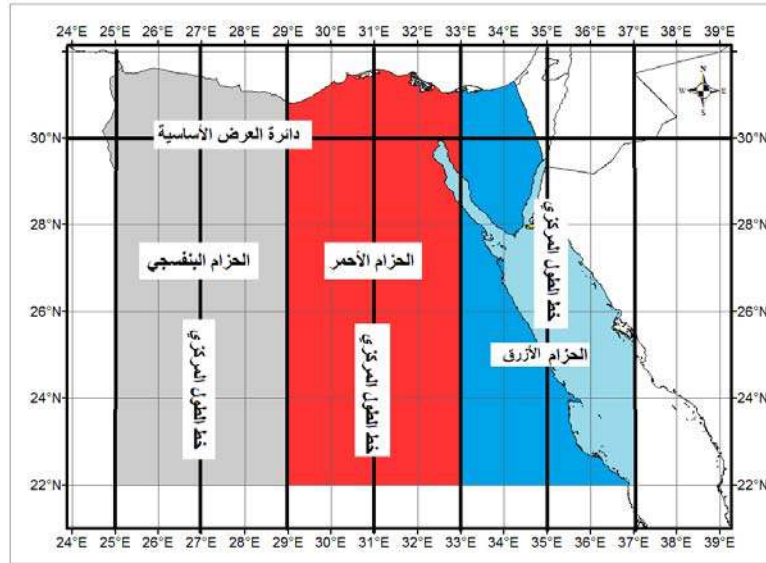 24°E 25°E 26°E 27°E 28°E 29°E 30°E 31°E 32°E 33°E 34°E 35°E 36°E 37°E 38°E 39°E
N
W E
S
30°N دائرة العرض الأساسية 30°N
28°N 28°N
خط الطول المركزي
الحزام البنفسجي
الحزام الأحمر
26°N 26°N
الحزام الأزرق
خط الطول المركزي
خط الطول المركزي
24°N 24°N
22°N 22°N
24°E 25°E 26°E 27°E 28°E 29°E 30°E 31°E 32°E 33°E 34°E 35°E 36°E 37°E 38°E 39°E